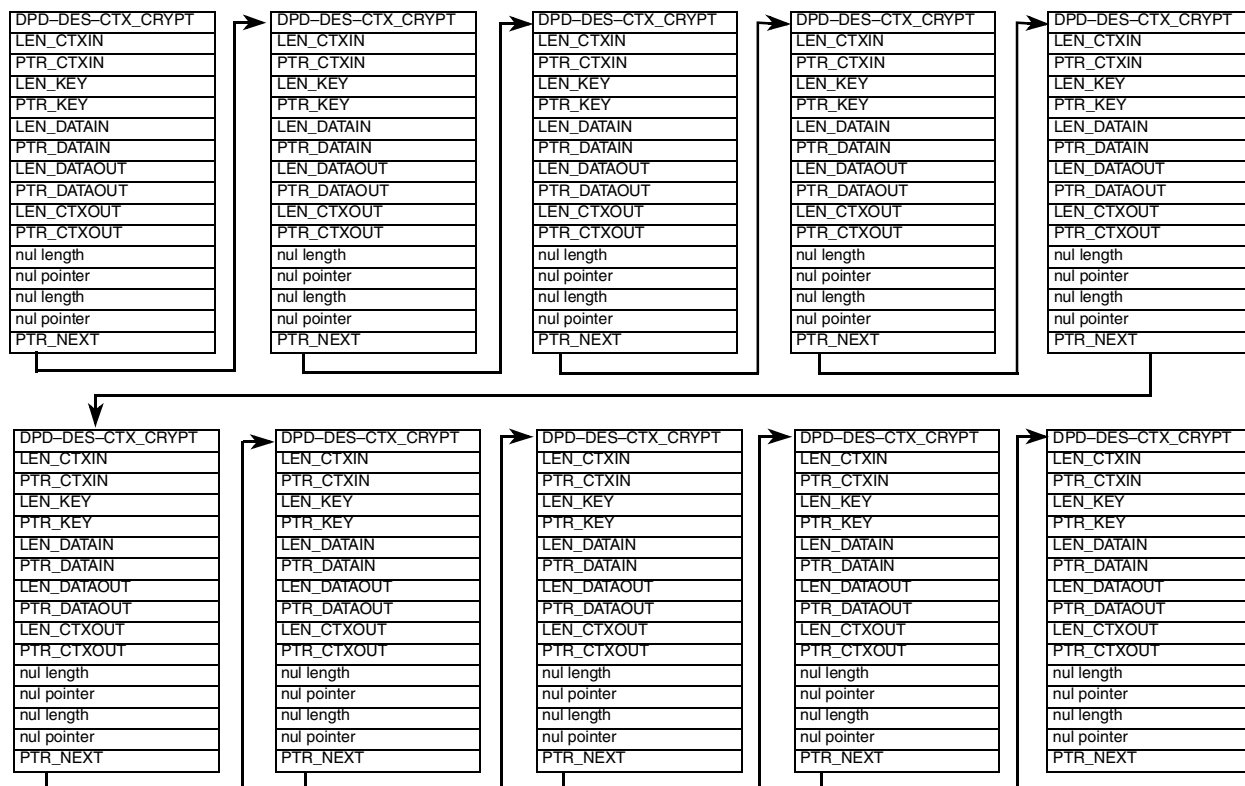 DPD–DES–CTX_CRYPT
LEN_CTXIN
PTR_CTXIN
LEN_KEY
PTR_KEY
LEN_DATAIN
PTR_DATAIN
LEN_DATAOUT
PTR_DATAOUT
LEN_CTXOUT
PTR_CTXOUT
nul length
nul pointer
nul length
nul pointer
PTR_NEXT
DPD–DES–CTX_CRYPT
LEN_CTXIN
PTR_CTXIN
LEN_KEY
PTR_KEY
LEN_DATAIN
PTR_DATAIN
LEN_DATAOUT
PTR_DATAOUT
LEN_CTXOUT
PTR_CTXOUT
nul length
nul pointer
nul length
nul pointer
PTR_NEXT
DPD–DES–CTX_CRYPT
LEN_CTXIN
PTR_CTXIN
LEN_KEY
PTR_KEY
LEN_DATAIN
PTR_DATAIN
LEN_DATAOUT
PTR_DATAOUT
LEN_CTXOUT
PTR_CTXOUT
nul length
nul pointer
nul length
nul pointer
PTR_NEXT
DPD–DES–CTX_CRYPT
LEN_CTXIN
PTR_CTXIN
LEN_KEY
PTR_KEY
LEN_DATAIN
PTR_DATAIN
LEN_DATAOUT
PTR_DATAOUT
LEN_CTXOUT
PTR_CTXOUT
nul length
nul pointer
nul length
nul pointer
PTR_NEXT
DPD–DES–CTX_CRYPT
LEN_CTXIN
PTR_CTXIN
LEN_KEY
PTR_KEY
LEN_DATAIN
PTR_DATAIN
LEN_DATAOUT
PTR_DATAOUT
LEN_CTXOUT
PTR_CTXOUT
nul length
nul pointer
nul length
nul pointer
PTR_NEXT
DPD–DES–CTX_CRYPT
LEN_CTXIN
PTR_CTXIN
LEN_KEY
PTR_KEY
LEN_DATAIN
PTR_DATAIN
LEN_DATAOUT
PTR_DATAOUT
LEN_CTXOUT
PTR_CTXOUT
nul length
nul pointer
nul length
nul pointer
PTR_NEXT
DPD–DES–CTX_CRYPT
LEN_CTXIN
PTR_CTXIN
LEN_KEY
PTR_KEY
LEN_DATAIN
PTR_DATAIN
LEN_DATAOUT
PTR_DATAOUT
LEN_CTXOUT
PTR_CTXOUT
nul length
nul pointer
nul length
nul pointer
PTR_NEXT
DPD–DES–CTX_CRYPT
LEN_CTXIN
PTR_CTXIN
LEN_KEY
PTR_KEY
LEN_DATAIN
PTR_DATAIN
LEN_DATAOUT
PTR_DATAOUT
LEN_CTXOUT
PTR_CTXOUT
nul length
nul pointer
nul length
nul pointer
PTR_NEXT
DPD–DES–CTX_CRYPT
LEN_CTXIN
PTR_CTXIN
LEN_KEY
PTR_KEY
LEN_DATAIN
PTR_DATAIN
LEN_DATAOUT
PTR_DATAOUT
LEN_CTXOUT
PTR_CTXOUT
nul length
nul pointer
nul length
nul pointer
PTR_NEXT
DPD–DES–CTX_CRYPT
LEN_CTXIN
PTR_CTXIN
LEN_KEY
PTR_KEY
LEN_DATAIN
PTR_DATAIN
LEN_DATAOUT
PTR_DATAOUT
LEN_CTXOUT
PTR_CTXOUT
nul length
nul pointer
nul length
nul pointer
PTR_NEXT